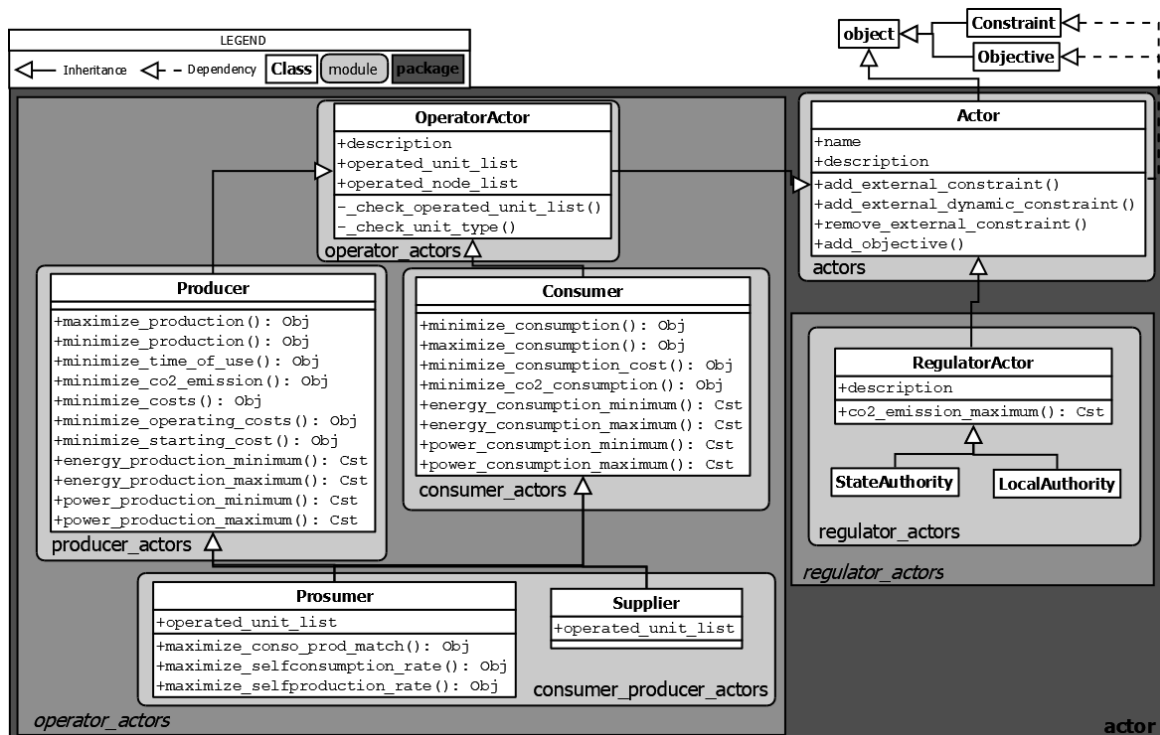 LEGEND
Inheritance
Dependency
Class
module
package
object
Constraint
Objective
OperatorActor
+description
+operated_unit_list
+operated_node_list
-_check_operated_unit_list()
-_check_unit_type()
operator_actors
Actor
+name
+description
+add_external_constraint()
+add_external_dynamic_constraint()
+remove_external_constraint()
+add_objective()
actors
Producer
+maximize_production(): Obj
+minimize_production(): Obj
+minimize_time_of_use(): Obj
+minimize_co2_emission(): Obj
+minimize_costs(): Obj
+minimize_operating_costs(): Obj
+minimize_starting_cost(): Obj
+energy_production_minimum(): Cst
+energy_production_maximum(): Cst
+power_production_minimum(): Cst
+power_production_maximum(): Cst
producer_actors
Consumer
+minimize_consumption(): Obj
+maximize_consumption(): Obj
+minimize_consumption_cost(): Obj
+minimize_co2_consumption(): Obj
+energy_consumption_minimum(): Cst
+energy_consumption_maximum(): Cst
+power_consumption_minimum(): Cst
+power_consumption_maximum(): Cst
consumer_actors
RegulatorActor
+description
+co2_emission_maximum(): Cst
StateAuthority
LocalAuthority
regulator_actors
regulator_actors
Prosumer
+operated_unit_list
+maximize_conso_prod_match(): Obj
+maximize_selfconsumption_rate(): Obj
+maximize_selfproduction_rate(): Obj
Supplier
+operated_unit_list
consumer_producer_actors
operator_actors
actor